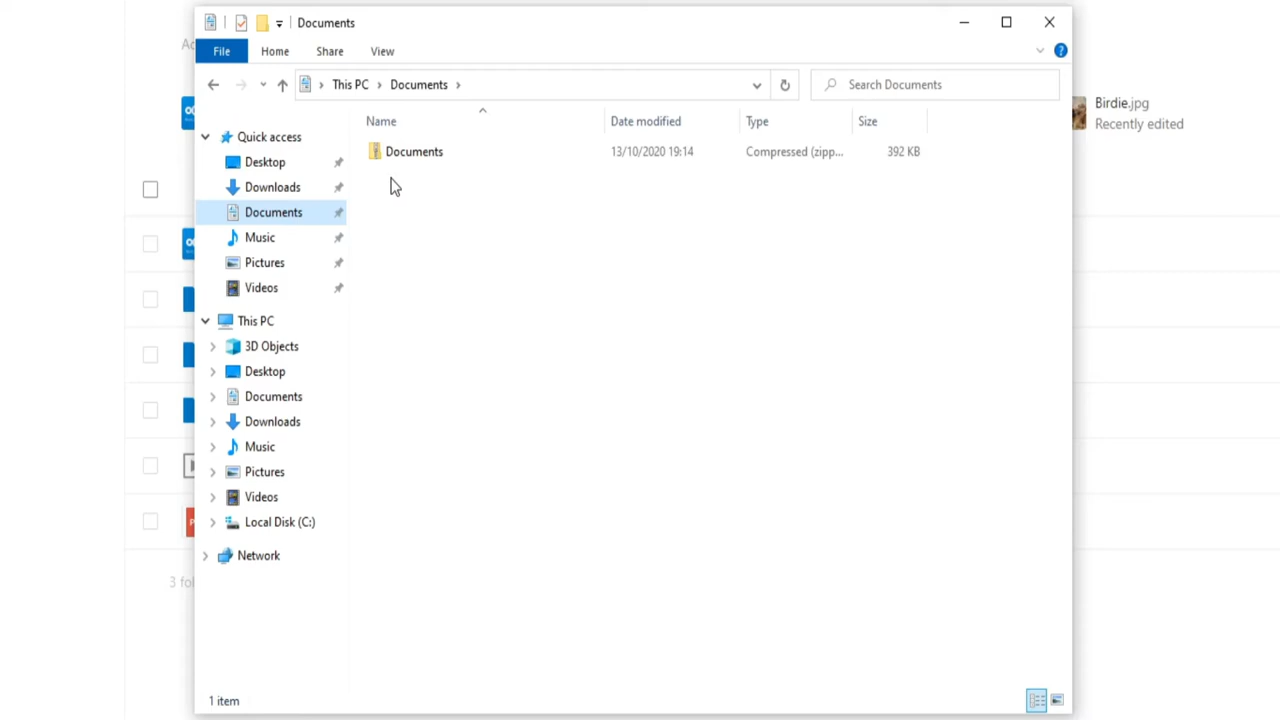 Documents
File Home Share View
This PC Documents
Search Documents
Birdie.jpg
Recently edited
Name Date modified Type Size
Documents 13/10/2020 19:14 Compressed (zipp... 392 KB
Quick access
Desktop
Downloads
Documents
Music
Pictures
Videos
This PC
3D Objects
Desktop
Documents
Downloads
Music
Pictures
Videos
Local Disk (C:)
Network
3 fol
1 item